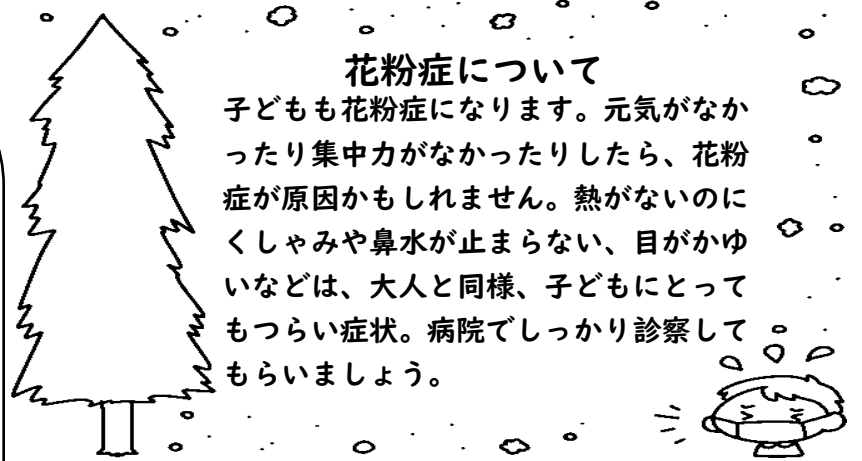 花粉症について
子どもも花粉症になります。元気がなか
ったり集中力がなかったりしたら、花粉
症が原因かもしれません。熱がないのに
くしゃみや鼻水が止まらない、目がかゆ
いなどは、大人と同様、子どもにとって
もつらい症状。病院でしっかり診察して
もらいましょう。